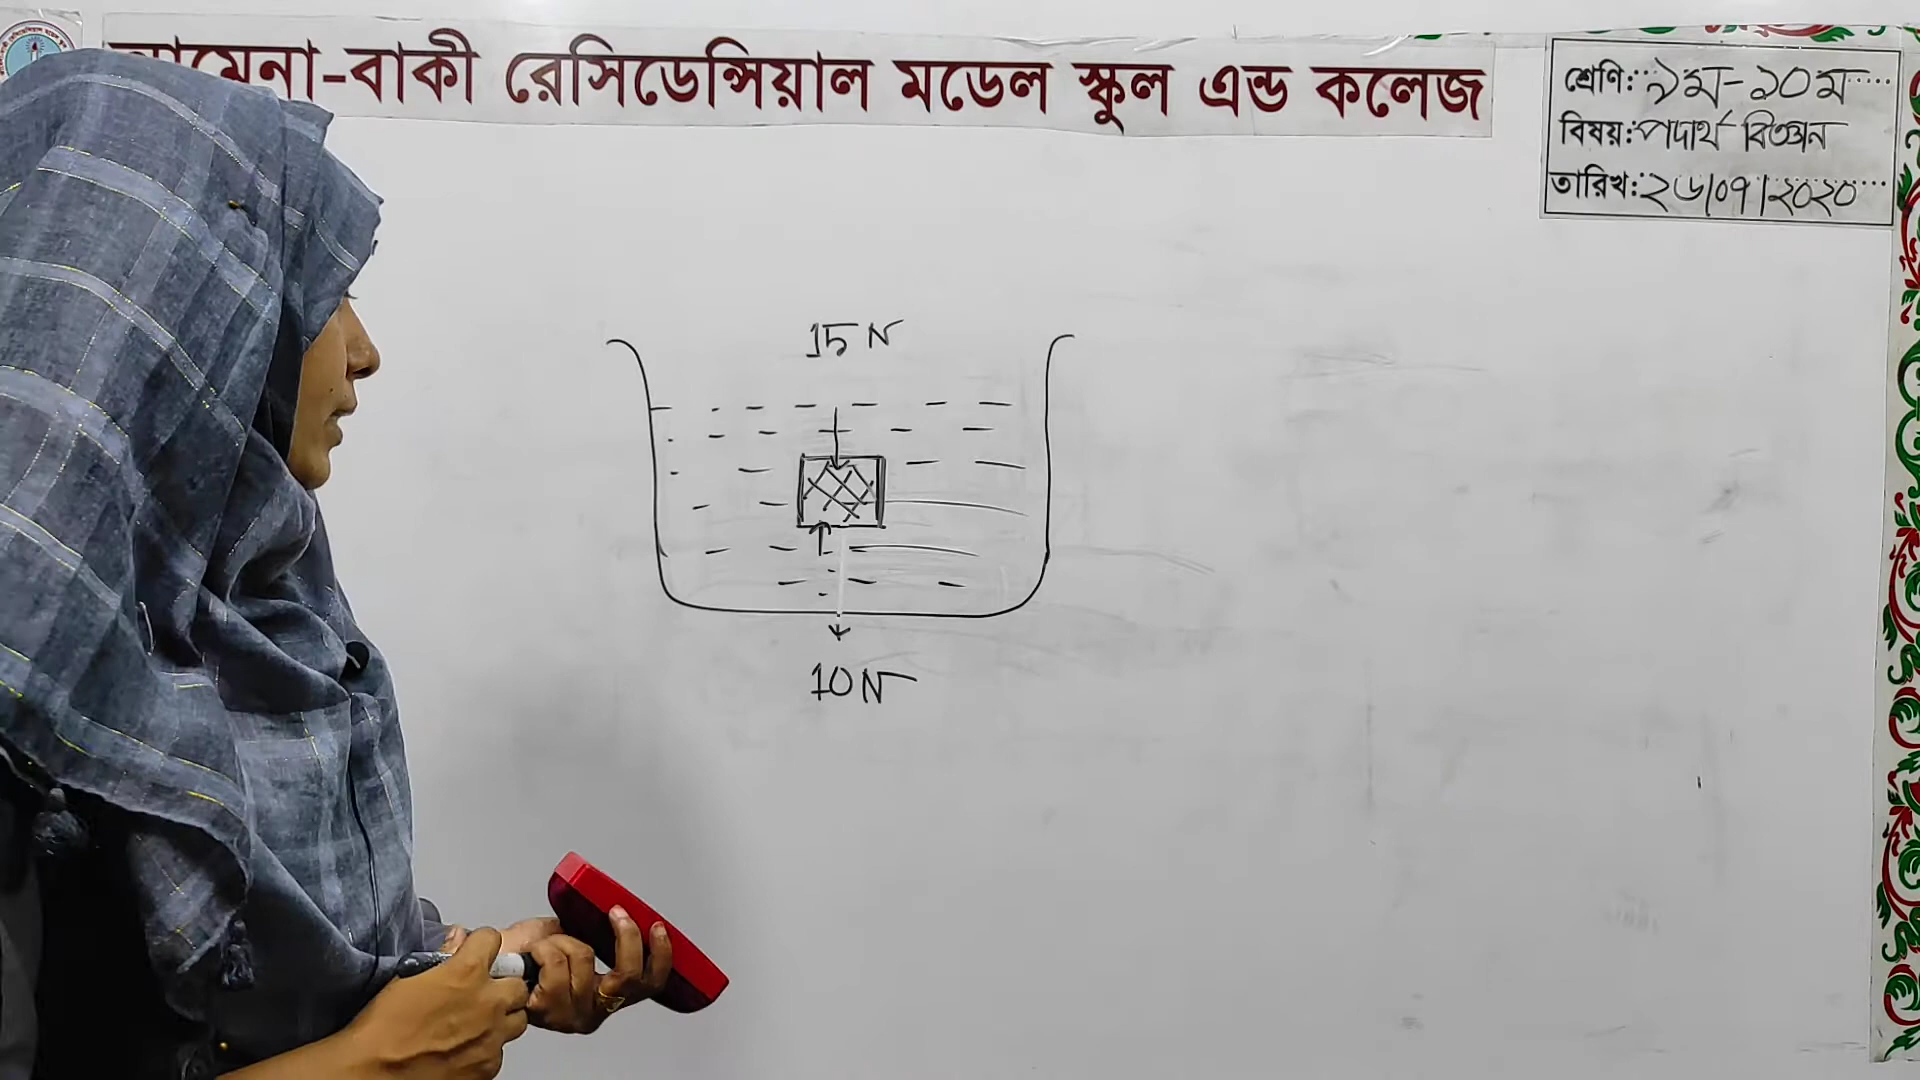 আমেনা-বাকী রেসিডেন্সিয়াল মডেল স্কুল এন্ড কলেজ
শ্রেণি: ৯ম-১০ম
বিষয়: পদার্থ বিজ্ঞান
তারিখ: ২৬/০৭/২০২০
15 N
10 N